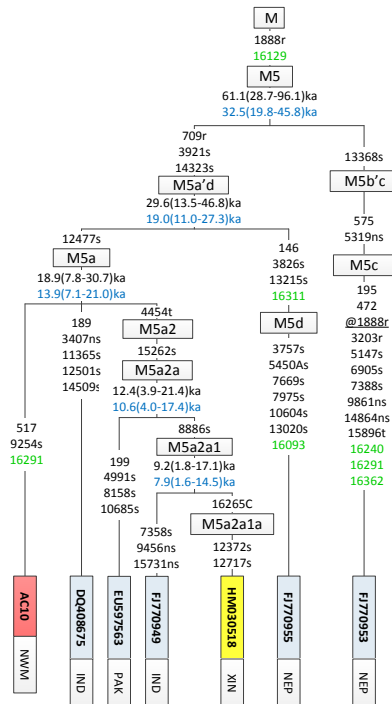 M
1888r
16129
M5
61.1(28.7-96.1)ka
32.5(19.8-45.8)ka
709r
3921s
14323s
M5a'd
29.6(13.5-46.8)ka
19.0(11.0-27.3)ka
13368s
M5b'c
575
5319ns
M5c
195
472
@1888r
3203r
5147s
6905s
7388s
9861ns
14864ns
15896t
16240
16291
16362
12477s
M5a
18.9(7.8-30.7)ka
13.9(7.1-21.0)ka
146
3826s
13215s
16311
M5d
3757s
5450As
7669s
7975s
10604s
13020s
16093
189
3407ns
11365s
12501s
14509s
4454t
M5a2
15262s
M5a2a
12.4(3.9-21.4)ka
10.6(4.0-17.4)ka
517
9254s
16291
199
4991s
8158s
10685s
8886s
M5a2a1
9.2(1.8-17.1)ka
7.9(1.6-14.5)ka
7358s
9456ns
15731ns
16265C
M5a2a1a
12372s
12717s
AC10
DQ408675
EU597563
FJ770949
HM030518
FJ770955
FJ770953
NWM
IND
PAK
IND
XIN
NEP
NEP